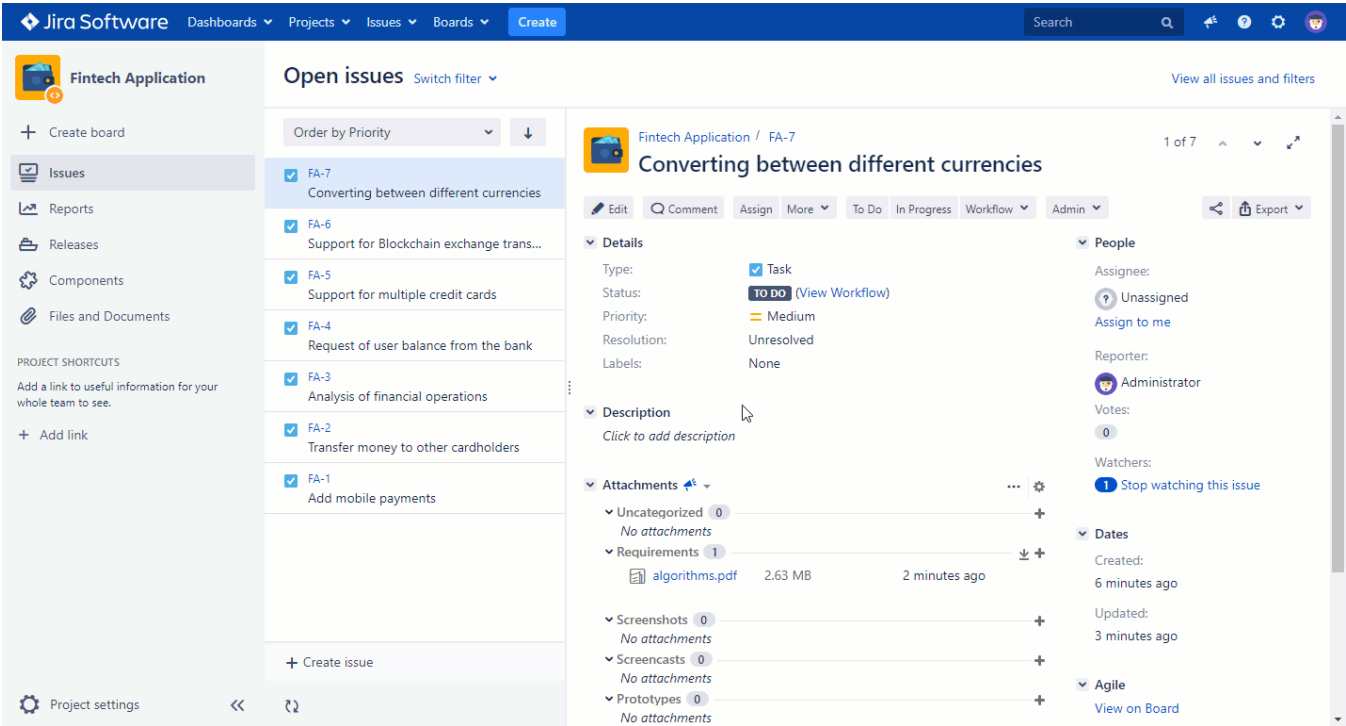 Jira Software Dashboards Projects Issues Boards Create Search
Fintech Application
Create board
Issues
Reports
Releases
Components
Files and Documents
PROJECT SHORTCUTS
Add a link to useful information for your
whole team to see.
+ Add link
Project settings
Open issues Switch filter
View all issues and filters
Order by Priority
FA-7
Converting between different currencies
FA-6
Support for Blockchain exchange trans...
FA-5
Support for multiple credit cards
FA-4
Request of user balance from the bank
FA-3
Analysis of financial operations
FA-2
Transfer money to other cardholders
FA-1
Add mobile payments
+ Create issue
Fintech Application / FA-7
Converting between different currencies
1 of 7
Edit Comment Assign More To Do In Progress Workflow Admin Export
Details
Type: Task
Status: TO DO (View Workflow)
Priority: Medium
Resolution: Unresolved
Labels: None
Description
Click to add description
Attachments
Uncategorized 0
No attachments
Requirements 1
algorithms.pdf 2.63 MB 2 minutes ago
Screenshots 0
No attachments
Screencasts 0
No attachments
Prototypes 0
No attachments
People
Assignee:
Unassigned
Assign to me
Reporter:
Administrator
Votes:
0
Watchers:
1 Stop watching this issue
Dates
Created:
6 minutes ago
Updated:
3 minutes ago
Agile
View on Board